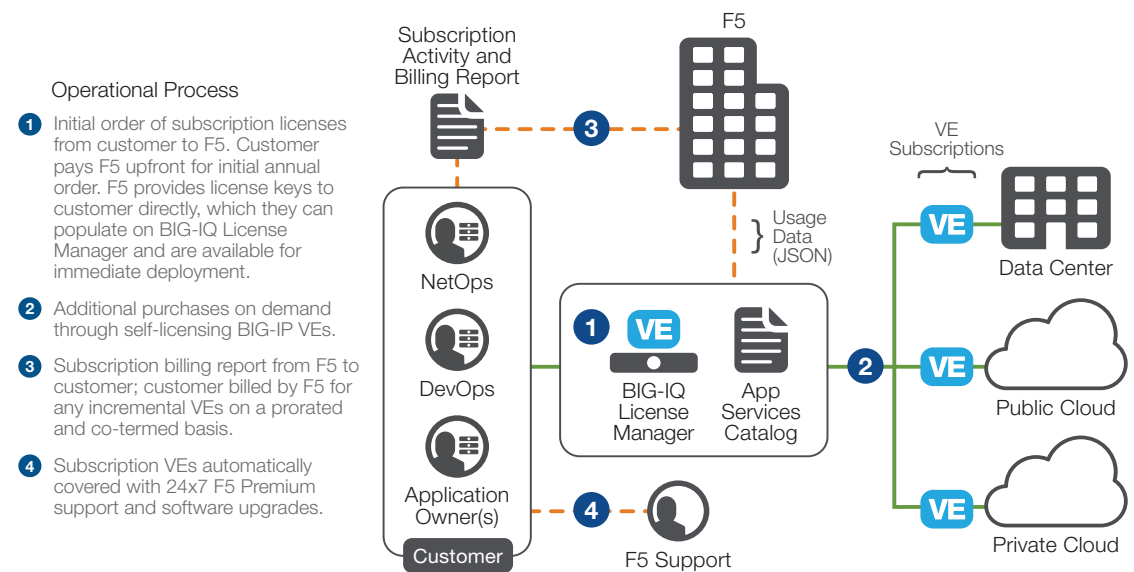 Operational Process
1 Initial order of subscription licenses
from customer to F5. Customer
pays F5 upfront for initial annual
order. F5 provides license keys to
customer directly, which they can
populate on BIG-IQ License
Manager and are available for
immediate deployment.
2 Additional purchases on demand
through self-licensing BIG-IP VEs.
3 Subscription billing report from F5 to
customer; customer billed by F5 for
any incremental VEs on a prorated
and co-termed basis.
4 Subscription VEs automatically
covered with 24x7 F5 Premium
support and software upgrades.
Subscription
Activity and
Billing Report
3
F5
Usage
Data
(JSON)
NetOps
DevOps
Application
Owner(s)
Customer
1
VE
BIG-IQ
License
Manager
App
Services
Catalog
2
4
F5 Support
VE
Subscriptions
VE
Data Center
VE
Public Cloud
VE
Private Cloud